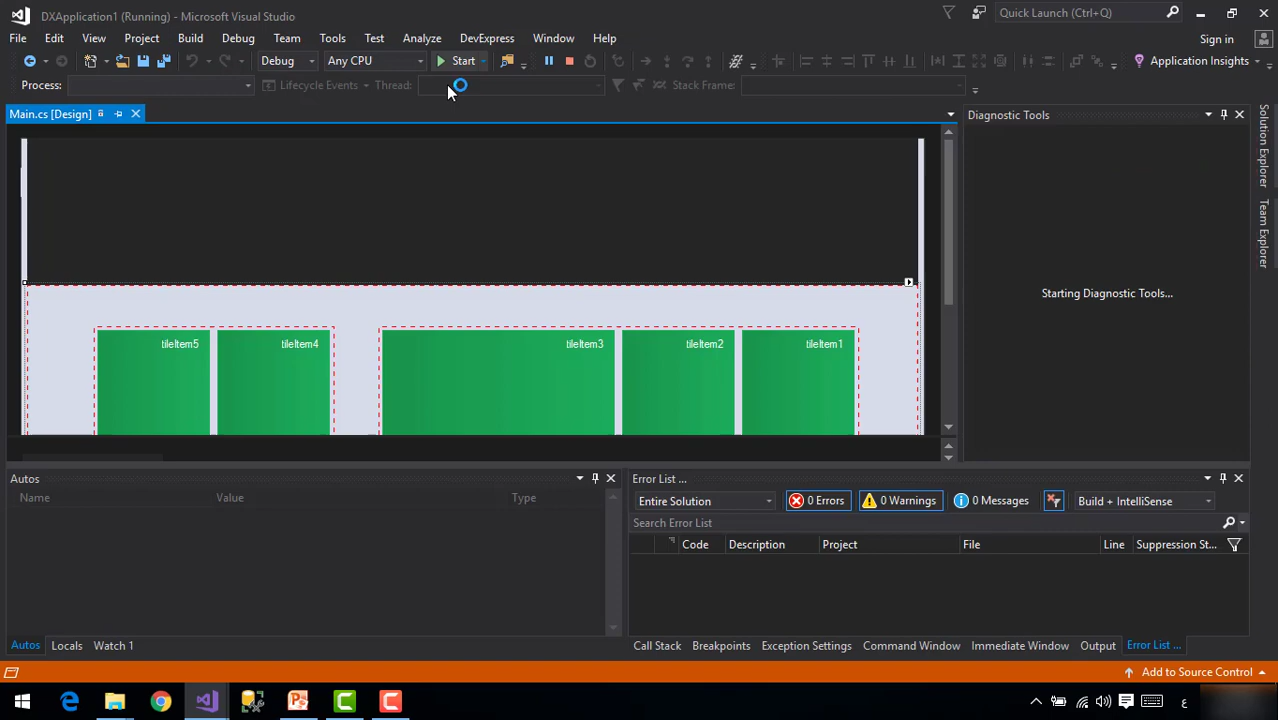 DXApplication1 (Running) - Microsoft Visual Studio
Quick Launch (Ctrl+Q)
File Edit View Project Build Debug Team Tools Test Analyze DevExpress Window Help
Sign in
Debug Any CPU Start Application Insights
Process: Lifecycle Events Thread: Stack Frame:
Main.cs [Design]
Diagnostic Tools
Solution Explorer
Team Explorer
Starting Diagnostic Tools...
tileItem5 tileItem4 tileItem3 tileItem2 tileItem1
Autos
Name Value Type
Error List ...
Entire Solution 0 Errors 0 Warnings 0 Messages Build + IntelliSense
Search Error List
Code Description Project File Line Suppression St...
Autos Locals Watch 1
Call Stack Breakpoints Exception Settings Command Window Immediate Window Output Error List ...
Add to Source Control
ع